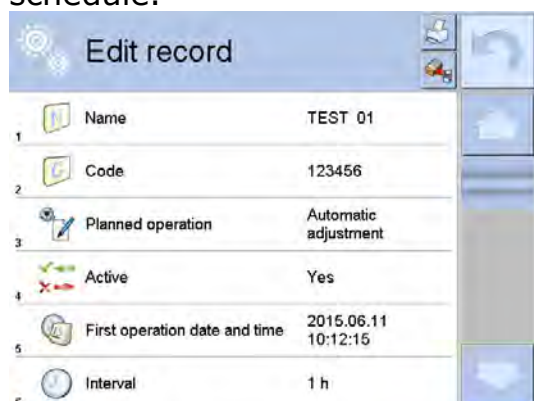 schedule.
Edit record
1 Name TEST 01
2 Code 123456
3 Planned operation Automatic
adjustment
4 Active Yes
5 First operation date and time 2015.06.11
10:12:15
Interval 1 h